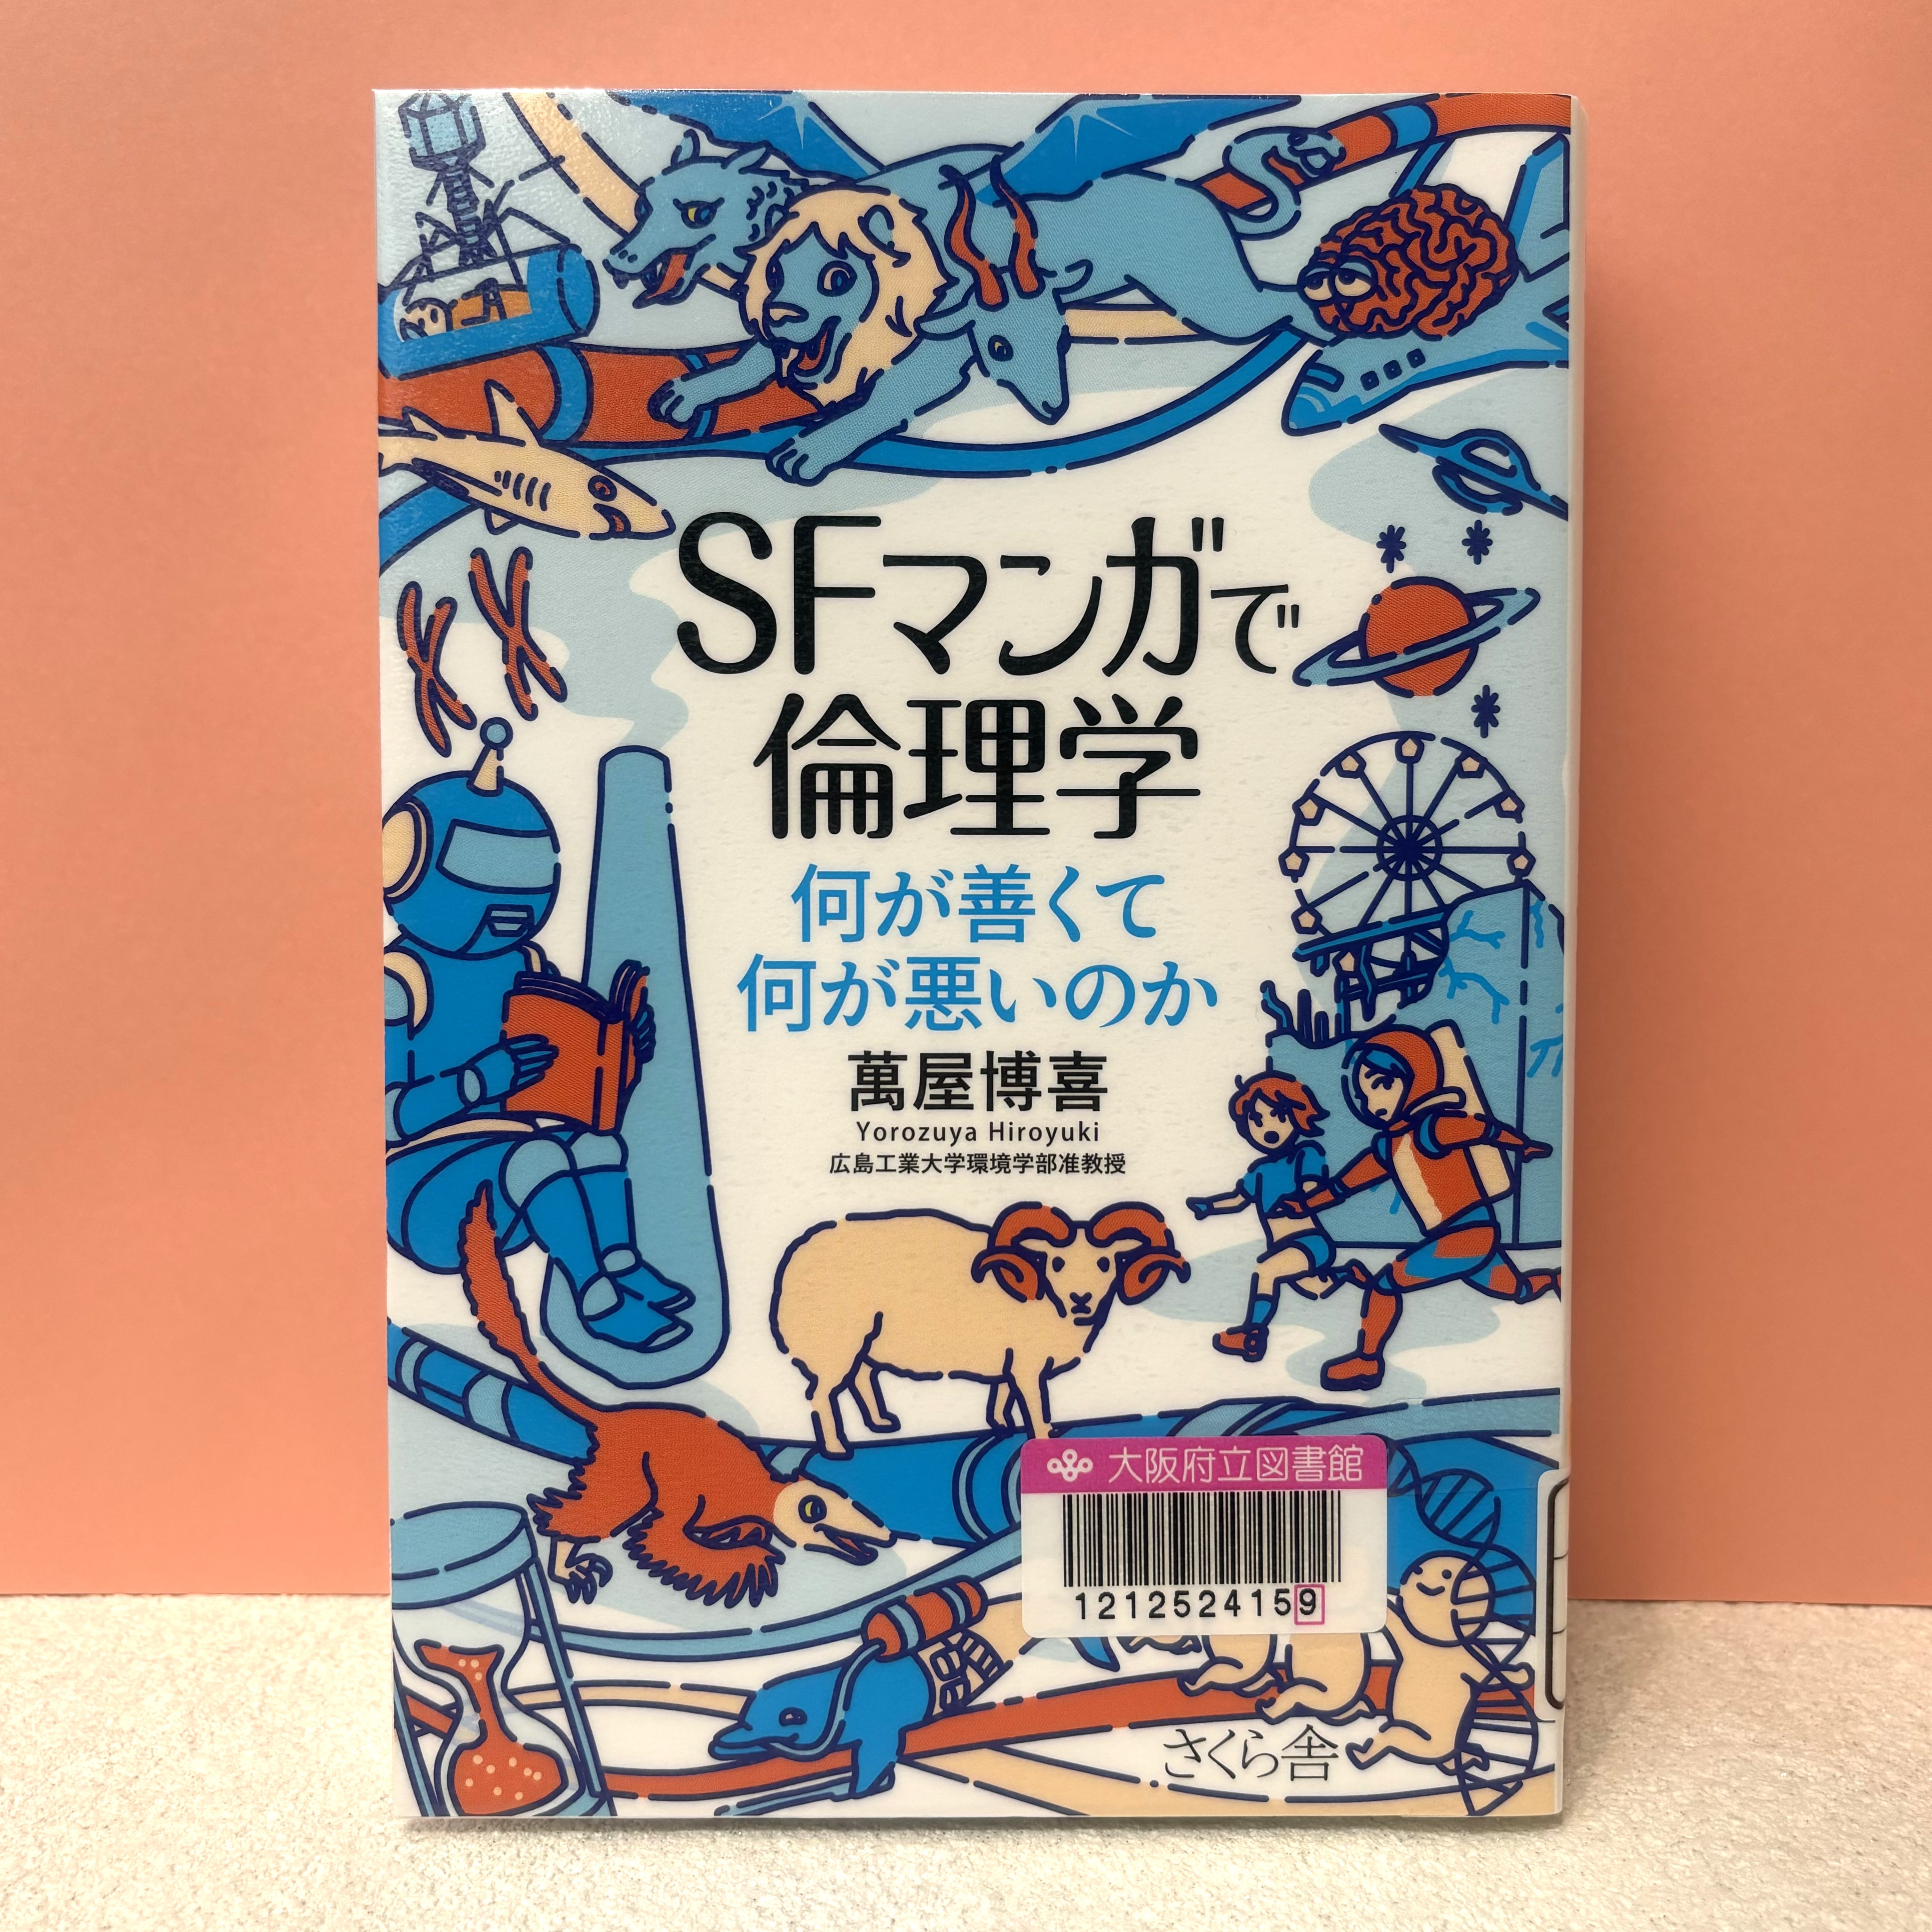 SFマンガで
倫理学
何が善くて
何が悪いのか
萬屋博喜
Yorozuya Hiroyuki
広島工業大学環境学部准教授
大阪府立図書館
1212524159
さくら舎